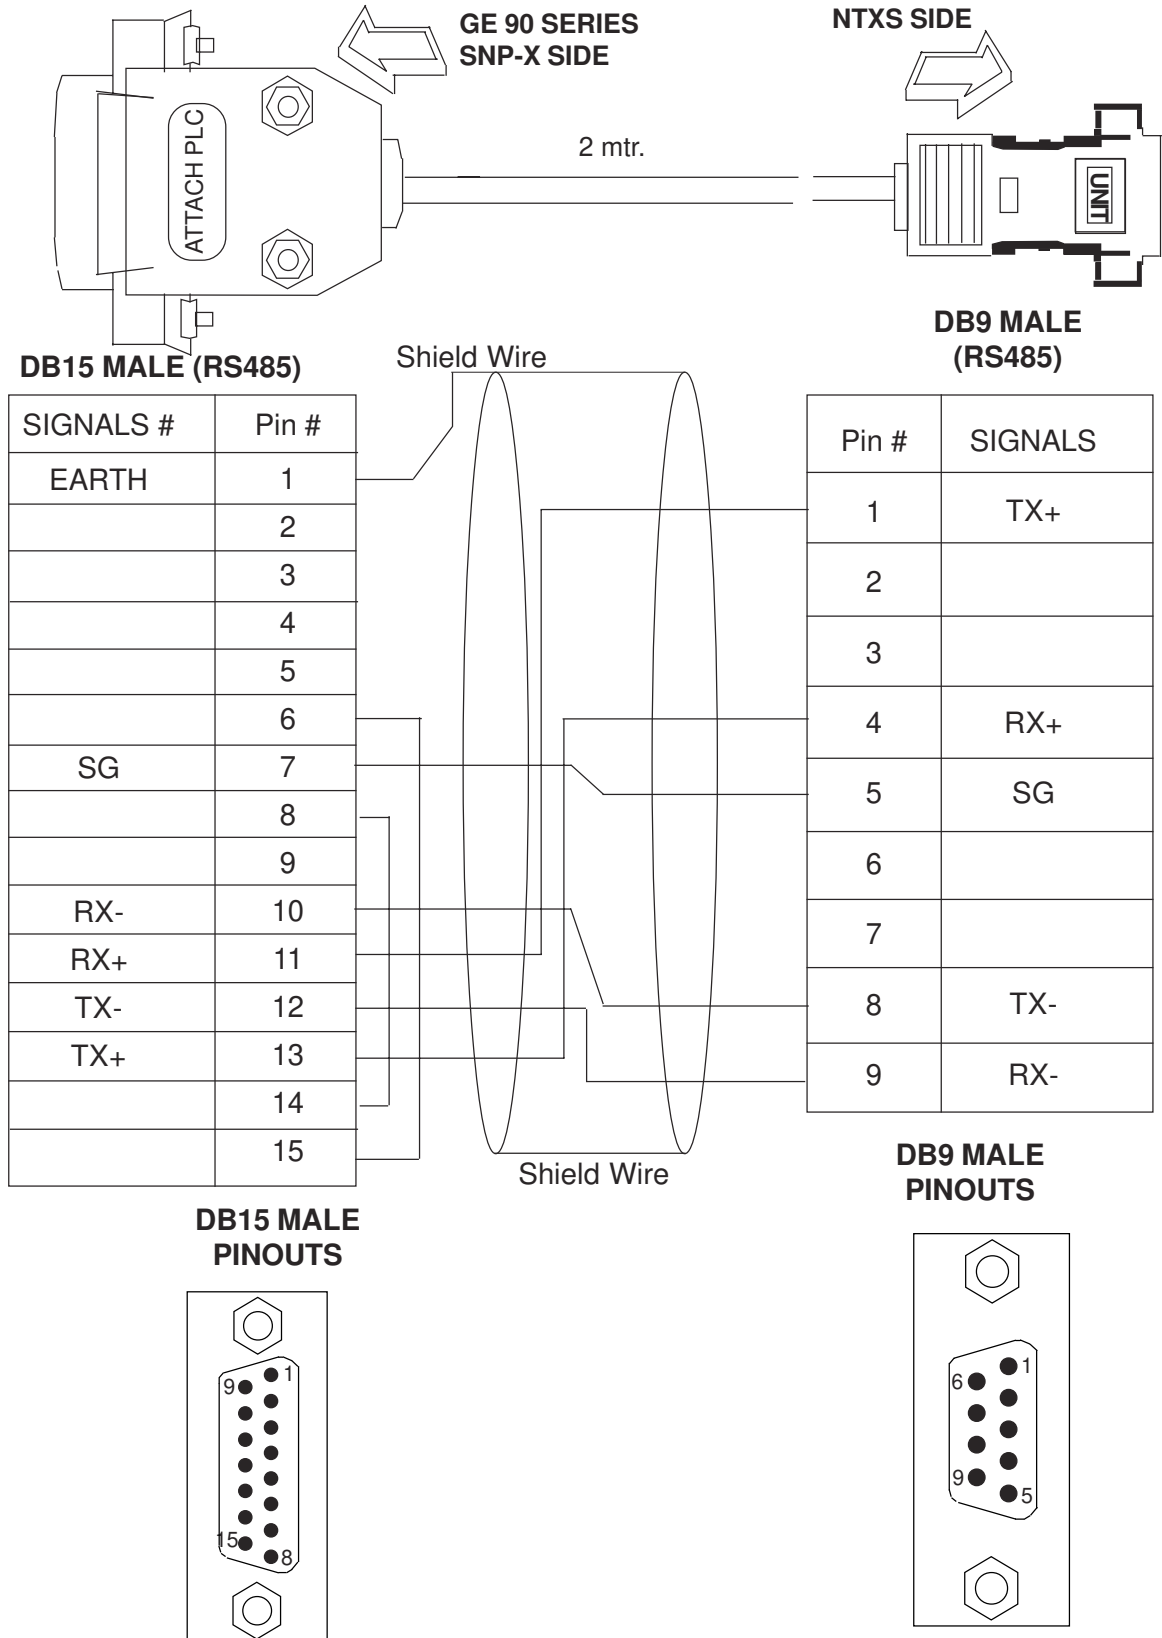 GE 90 SERIES
SNP-X SIDE
NTXS SIDE
ATTACH PLC
2 mtr.
UNIT
DB15 MALE (RS485)
Shield Wire
DB9 MALE
(RS485)
SIGNALS # Pin #
EARTH 1
2
3
4
5
6
SG 7
8
9
RX- 10
RX+ 11
TX- 12
TX+ 13
14
15
Pin # SIGNALS
1 TX+
2
3
4 RX+
5 SG
6
7
8 TX-
9 RX-
Shield Wire
DB15 MALE
PINOUTS
DB9 MALE
PINOUTS
9 1
15 8
6 1
9 5